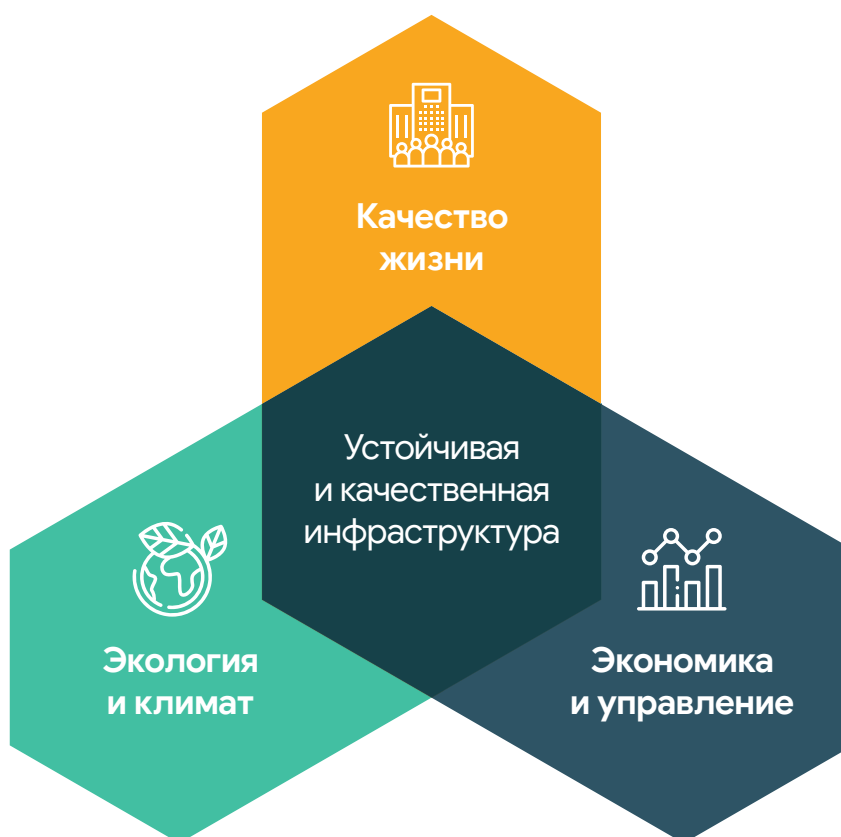 Качество
жизни
Устойчивая
и качественная
инфраструктура
Экология
и климат
Экономика
и управление